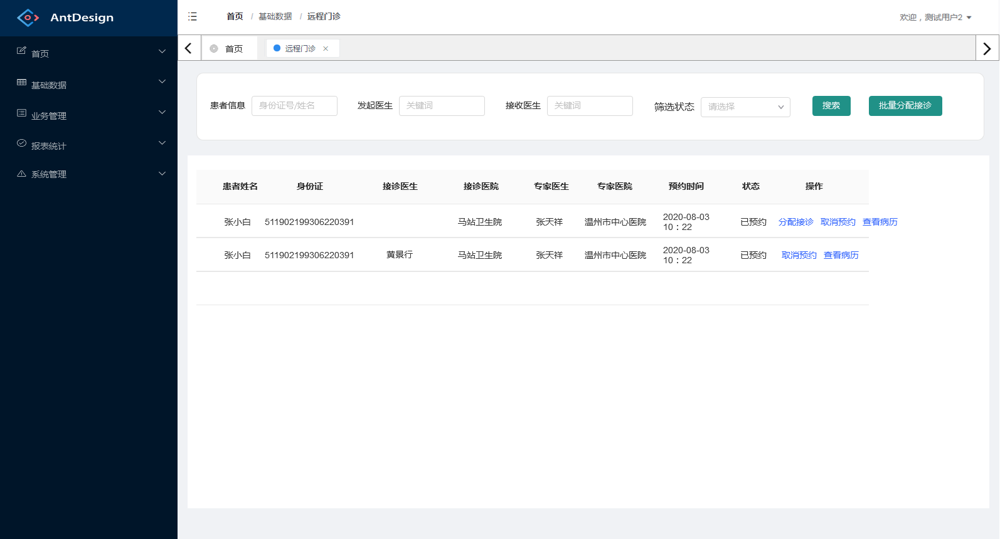 AntDesign
首页
基础数据
业务管理
报表统计
系统管理
首页 / 基础数据 / 远程门诊
欢迎，测试用户2
首页
远程门诊 ×
患者信息 身份证号/姓名 发起医生 关键词 接收医生 关键词 筛选状态 请选择 搜索 批量分配接诊
患者姓名 身份证 接诊医生 接诊医院 专家医生 专家医院 预约时间 状态 操作
张小白 511902199306220391 马站卫生院 张天祥 温州市中心医院 2020-08-03 已预约 分配接诊 取消预约 查看病历
10：22
张小白 511902199306220391 黄景行 马站卫生院 张天祥 温州市中心医院 2020-08-03 已预约 取消预约 查看病历
10：22